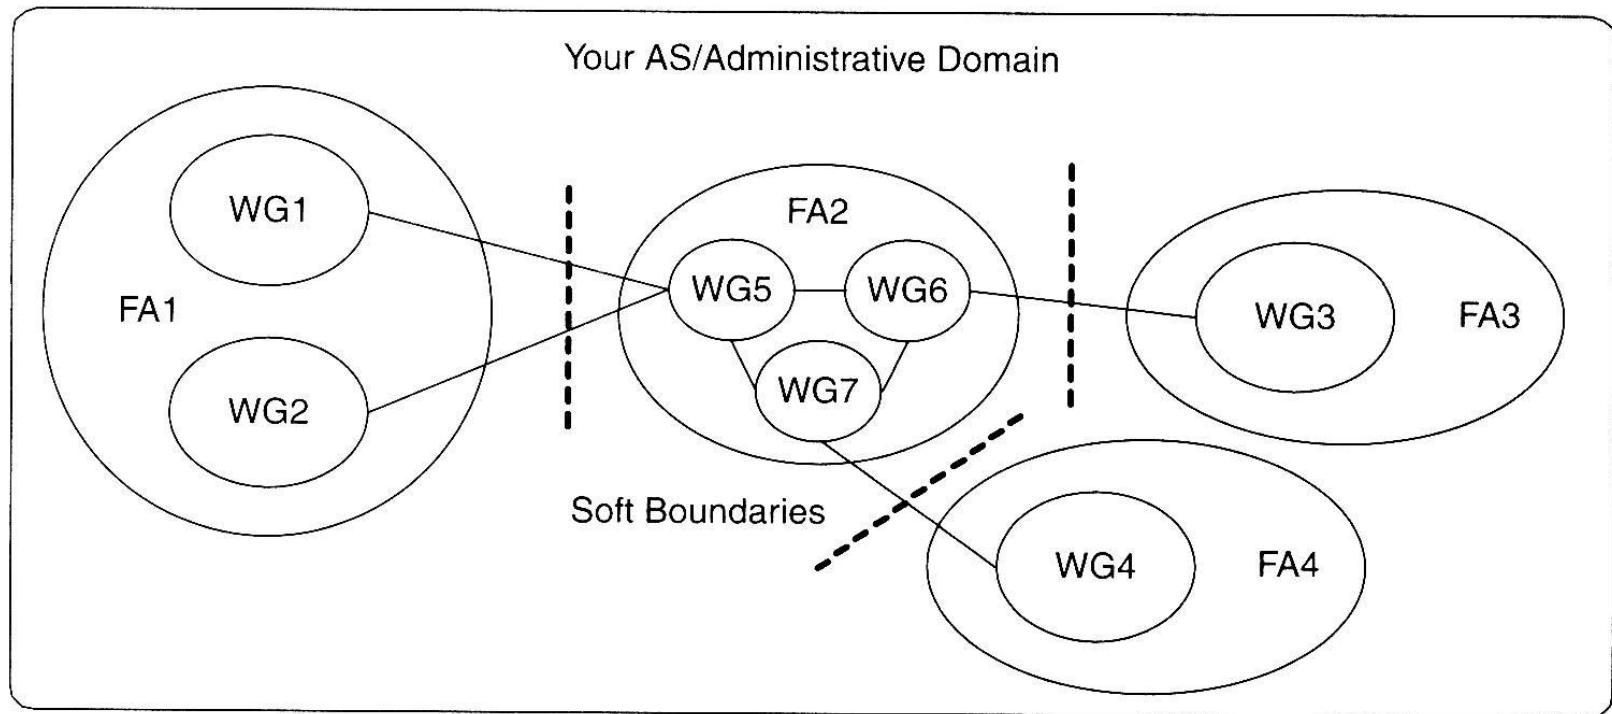 Your AS/Administrative Domain
WG1
FA1
WG2
FA2
WG5
WG6
WG7
WG3
FA3
Soft Boundaries
WG4
FA4